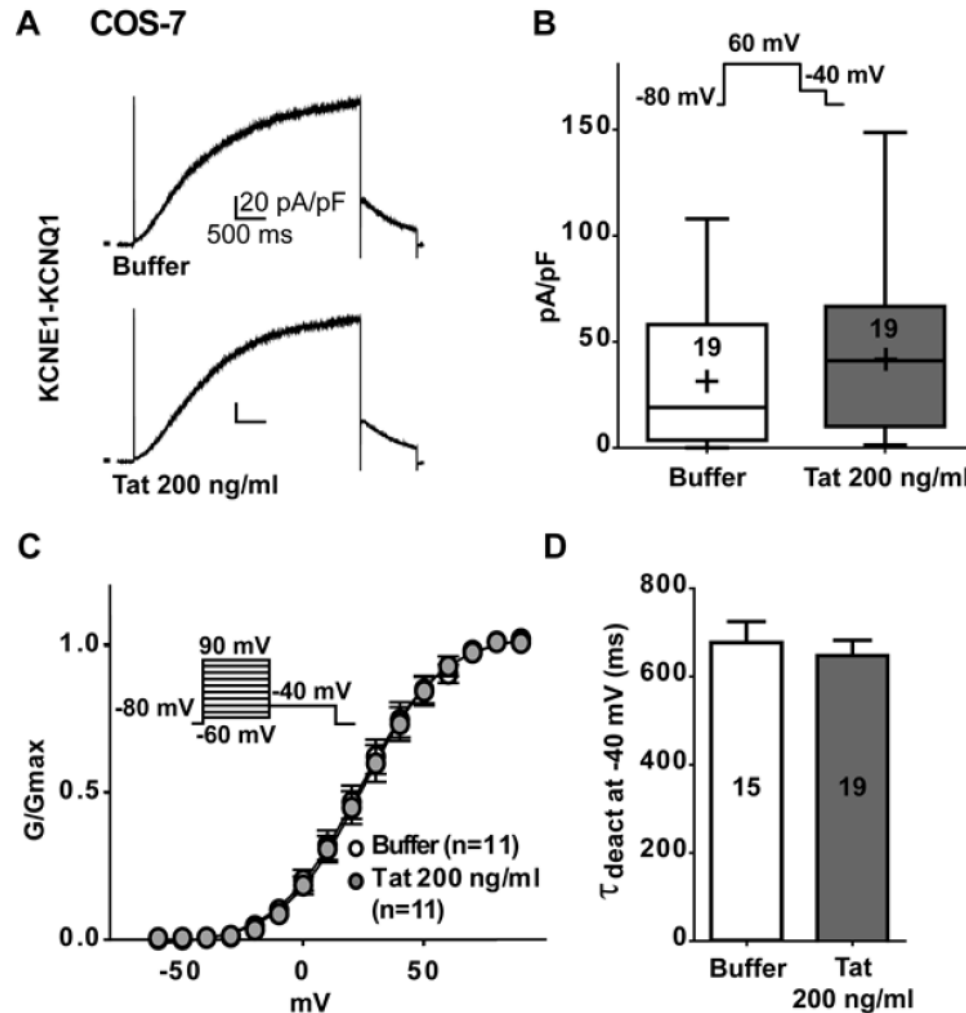 A COS-7
KCNE1-KCNQ1
20 pA/pF
500 ms
Buffer
Tat 200 ng/ml
B
60 mV
-80 mV
-40 mV
pA/pF
150
100
50
0
19
19
Buffer
Tat 200 ng/ml
C
G/Gmax
1.0
0.5
0.0
90 mV
-80 mV
-40 mV
-60 mV
Buffer (n=11)
Tat 200 ng/ml
(n=11)
-50
0
50
mV
D
τ deact at -40 mV (ms)
800
600
400
200
0
15
19
Buffer
Tat
200 ng/ml